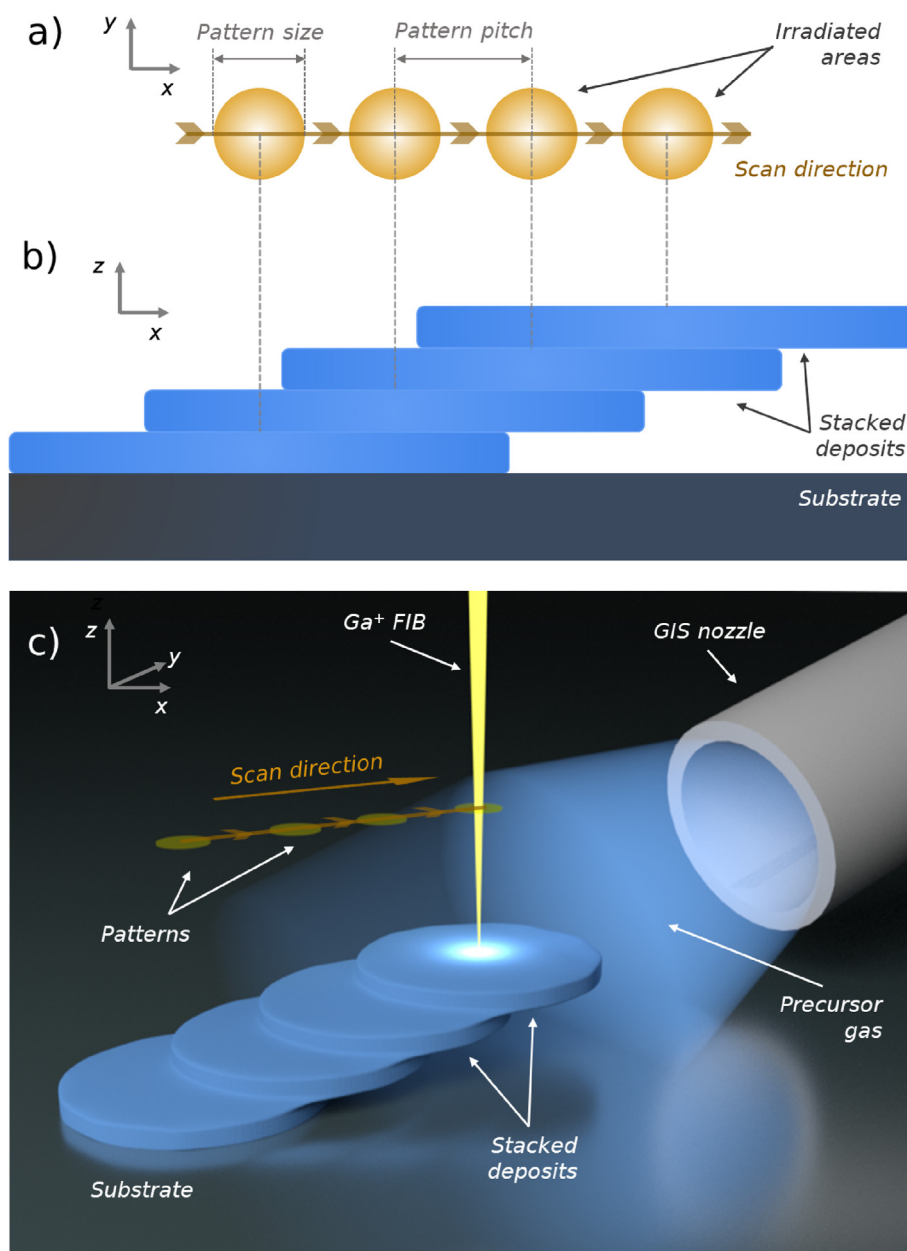 a)
y
x
Pattern size
Pattern pitch
Irradiated
areas
Scan direction
b)
z
x
Stacked
deposits
Substrate
c)
z
z
y
x
Ga⁺ FIB
GIS nozzle
Scan direction
Patterns
Precursor
gas
Stacked
deposits
Substrate